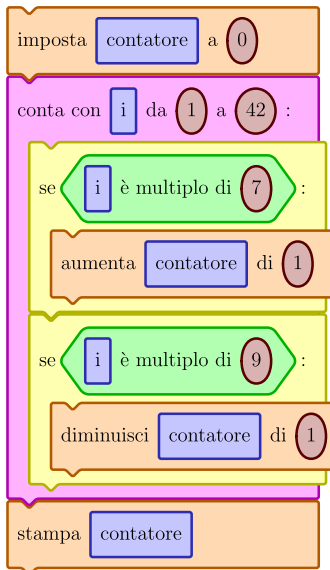 imposta contatore a 0
conta con i da 1 a 42 :
se i è multiplo di 7 :
aumenta contatore di 1
se i è multiplo di 9 :
diminuisci contatore di 1
stampa contatore